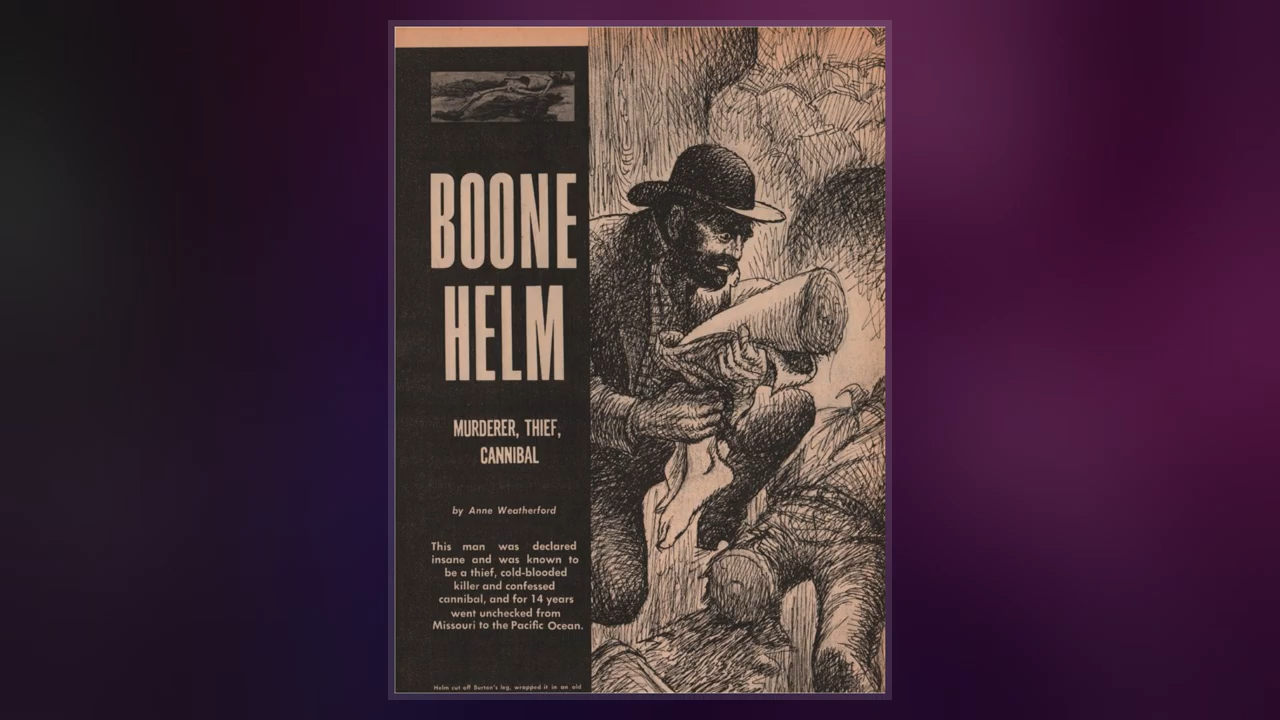 BOONE
HELM
MURDERER, THIEF,
CANNIBAL
by Anne Weatherford
This man was declared
insane and was known to
be a thief, cold-blooded
killer and confessed
cannibal, and for 14 years
went unchecked from
Missouri to the Pacific Ocean.
Helm cut off Burton's leg, wrapped it in an old